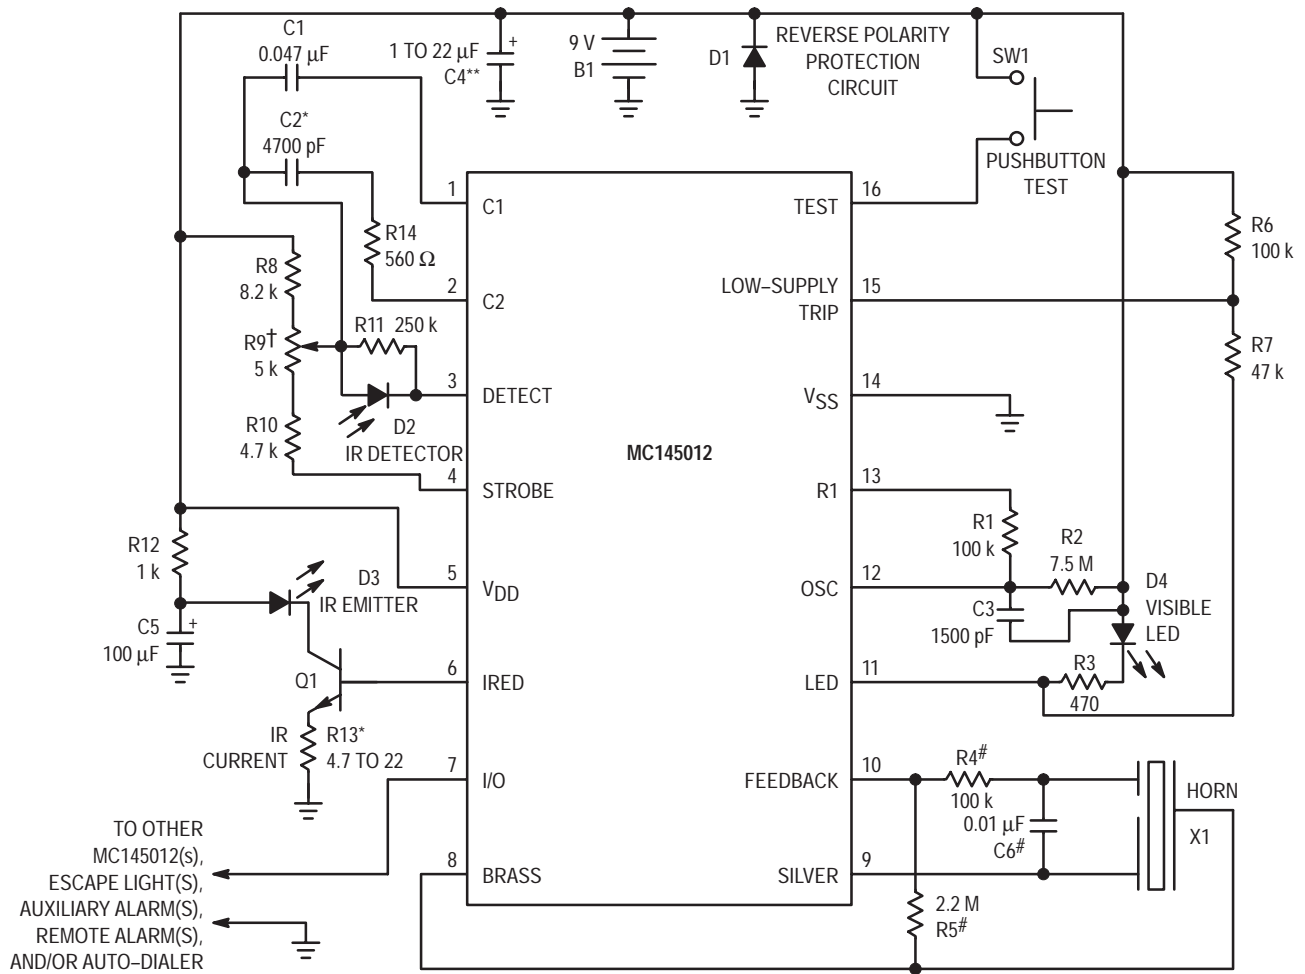 C1
0.047 µF
C2*
4700 pF
1 TO 22 µF
C4**
+
9 V
B1
D1
REVERSE POLARITY
PROTECTION
CIRCUIT
SW1
PUSHBUTTON
TEST
R14
560 Ω
R8
8.2 k
R9†
5 k
R10
4.7 k
R11 250 k
D2
IR DETECTOR
R12
1 k
C5
100 µF
+
D3
IR EMITTER
Q1
IR
CURRENT
R13*
4.7 TO 22
TO OTHER
MC145012(s),
ESCAPE LIGHT(S),
AUXILIARY ALARM(S),
REMOTE ALARM(S),
AND/OR AUTO–DIALER
1
C1
2
C2
3
DETECT
4
STROBE
5
VDD
6
IRED
7
I/O
8
BRASS
MC145012
16
TEST
15
LOW–SUPPLY
TRIP
14
VSS
13
R1
12
OSC
11
LED
10
FEEDBACK
9
SILVER
R6
100 k
R7
47 k
R1
100 k
R2
7.5 M
C3
1500 pF
D4
VISIBLE
LED
R3
470
R4#
100 k
0.01 µF
C6#
HORN
X1
2.2 M
R5#